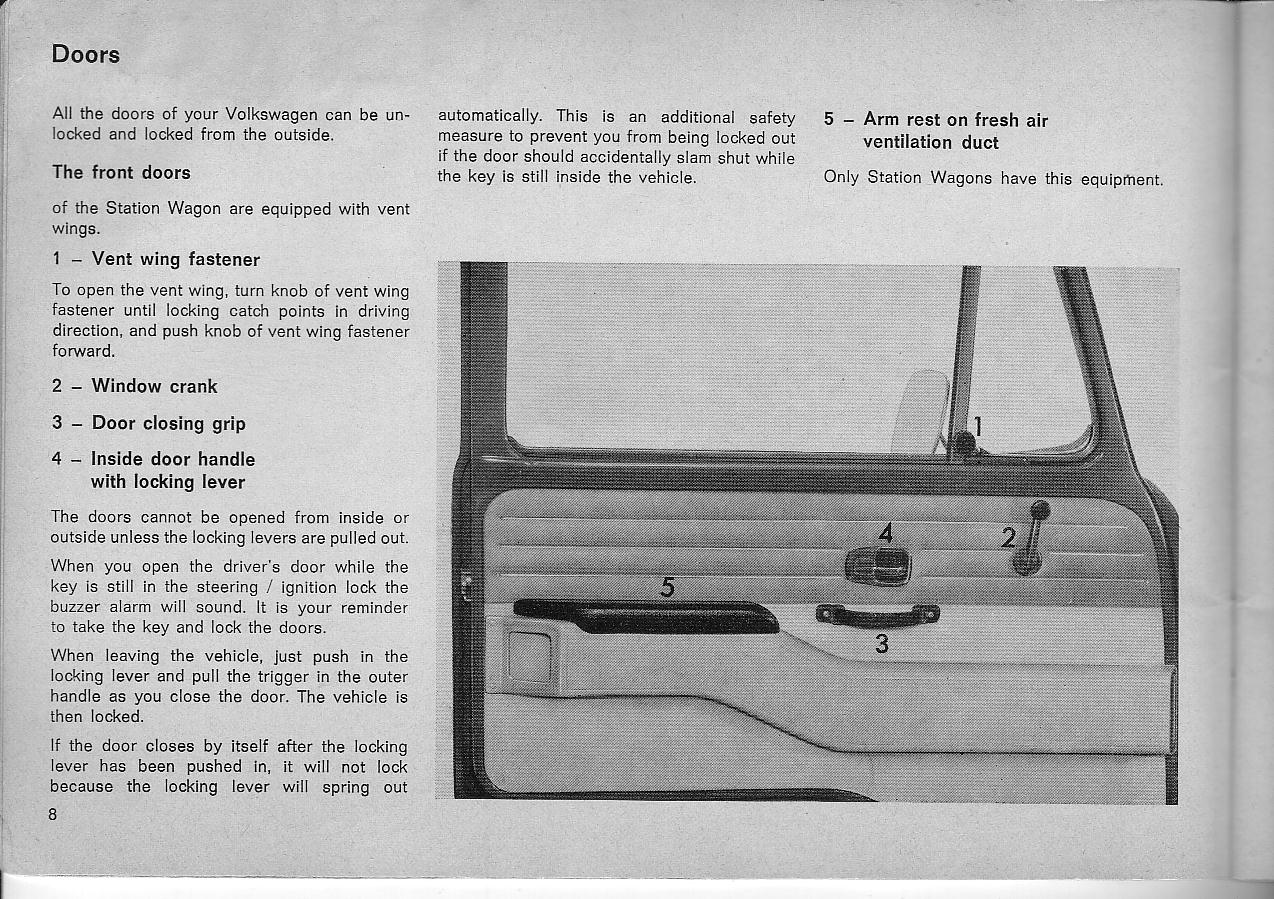 Doors
All the doors of your Volkswagen can be un-
locked and locked from the outside.
The front doors
of the Station Wagon are equipped with vent
wings.
1 – Vent wing fastener
To open the vent wing, turn knob of vent wing
fastener until locking catch points in driving
direction, and push knob of vent wing fastener
forward.
2 – Window crank
3 – Door closing grip
4 – Inside door handle
with locking lever
The doors cannot be opened from inside or
outside unless the locking levers are pulled out.
When you open the driver's door while the
key is still in the steering / ignition lock the
buzzer alarm will sound. It is your reminder
to take the key and lock the doors.
When leaving the vehicle, just push in the
locking lever and pull the trigger in the outer
handle as you close the door. The vehicle is
then locked.
If the door closes by itself after the locking
lever has been pushed in, it will not lock
because the locking lever will spring out
8
automatically. This is an additional safety
measure to prevent you from being locked out
if the door should accidentally slam shut while
the key is still inside the vehicle.
5 – Arm rest on fresh air
ventilation duct
Only Station Wagons have this equipment.
1
2
4
5
3